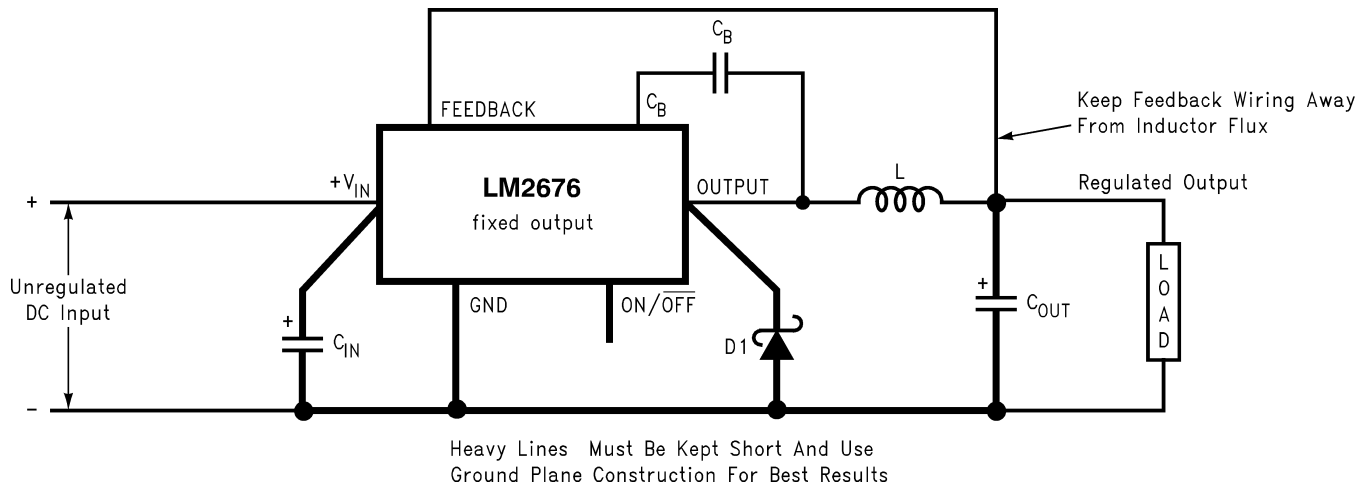 C_B
FEEDBACK
C_B
Keep Feedback Wiring Away
From Inductor Flux
+V_IN
LM2676
fixed output
OUTPUT
L
Regulated Output
+
Unregulated
DC Input
-
+
C_IN
GND
ON/O̅F̅F̅
D1
+
C_OUT
L
O
A
D
Heavy Lines Must Be Kept Short And Use
Ground Plane Construction For Best Results